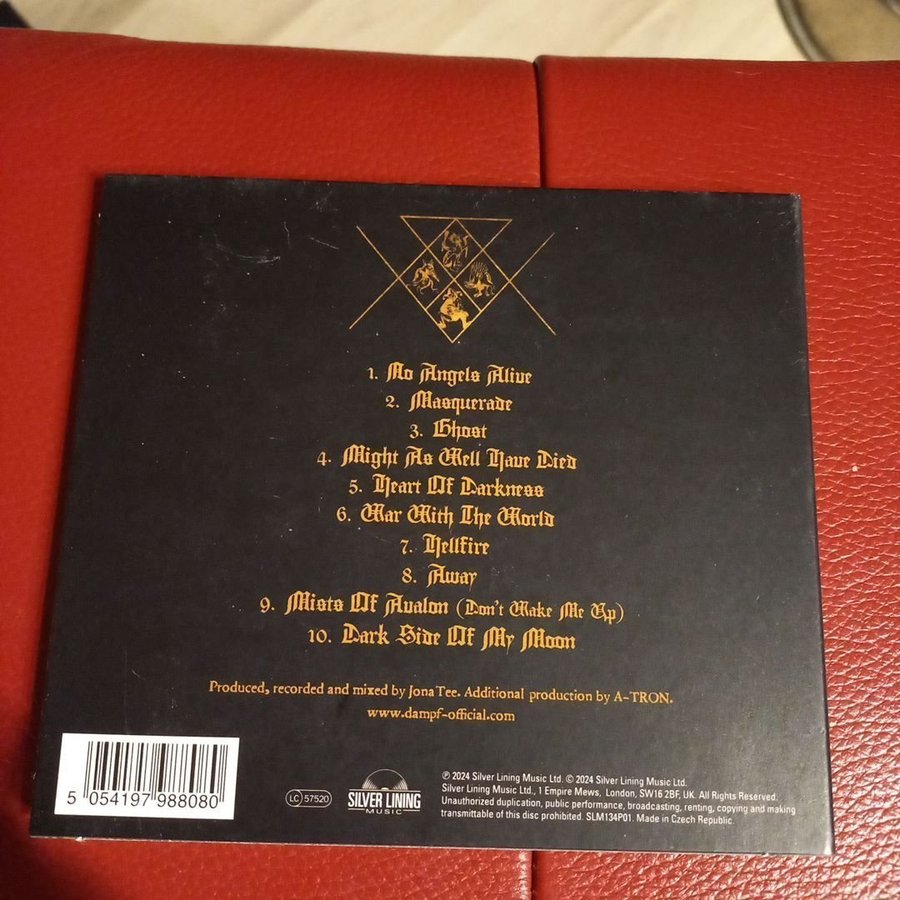 1. No Angels Alive
2. Masquerade
3. Ghost
4. Might As Well Have Died
5. Heart Of Darkness
6. War With The World
7. Hellfire
8. Away
9. Mists Of Avalon (Don't Wake Me Up)
10. Dark Side Of My Moon
Produced, recorded and mixed by Jona Tee. Additional production by A-TRON.
www.dampf-official.com
5 054197 988080
LC 57520
SILVER LINING
MUSIC
℗ 2024 Silver Lining Music Ltd. © 2024 Silver Lining Music Ltd.
Silver Lining Music Ltd., 1 Empire Mews, London, SW16 2BF, UK. All Rights Reserved.
Unauthorized duplication, public performance, broadcasting, renting, copying and making
transmittable of this disc prohibited. SLM134P01. Made in Czech Republic.